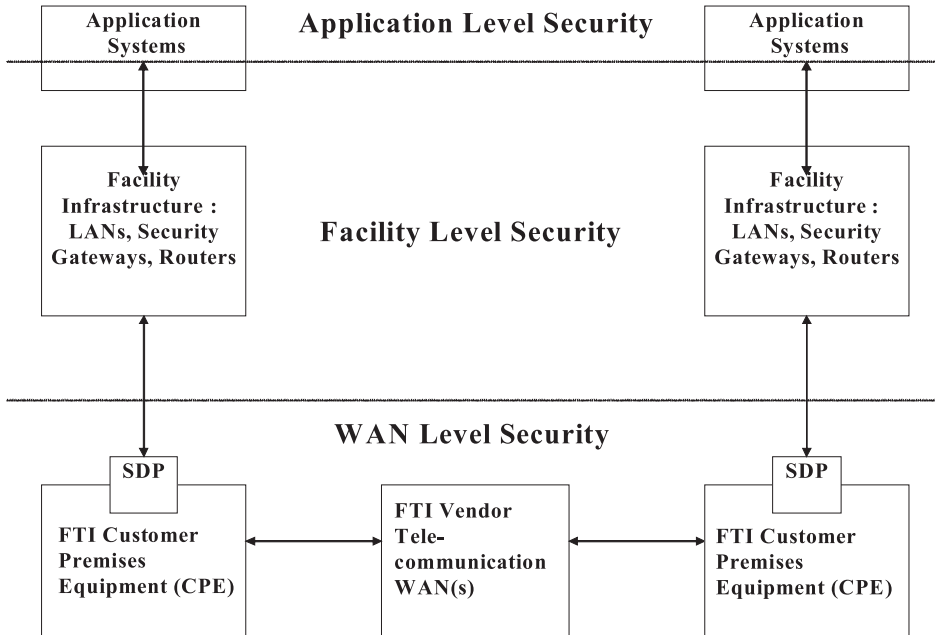 Application
Systems
Application Level Security
Application
Systems
Facility
Infrastructure :
LANs, Security
Gateways, Routers
Facility Level Security
Facility
Infrastructure :
LANs, Security
Gateways, Routers
WAN Level Security
SDP
FTI Customer
Premises
Equipment (CPE)
FTI Vendor
Tele-
communication
WAN(s)
SDP
FTI Customer
Premises
Equipment (CPE)